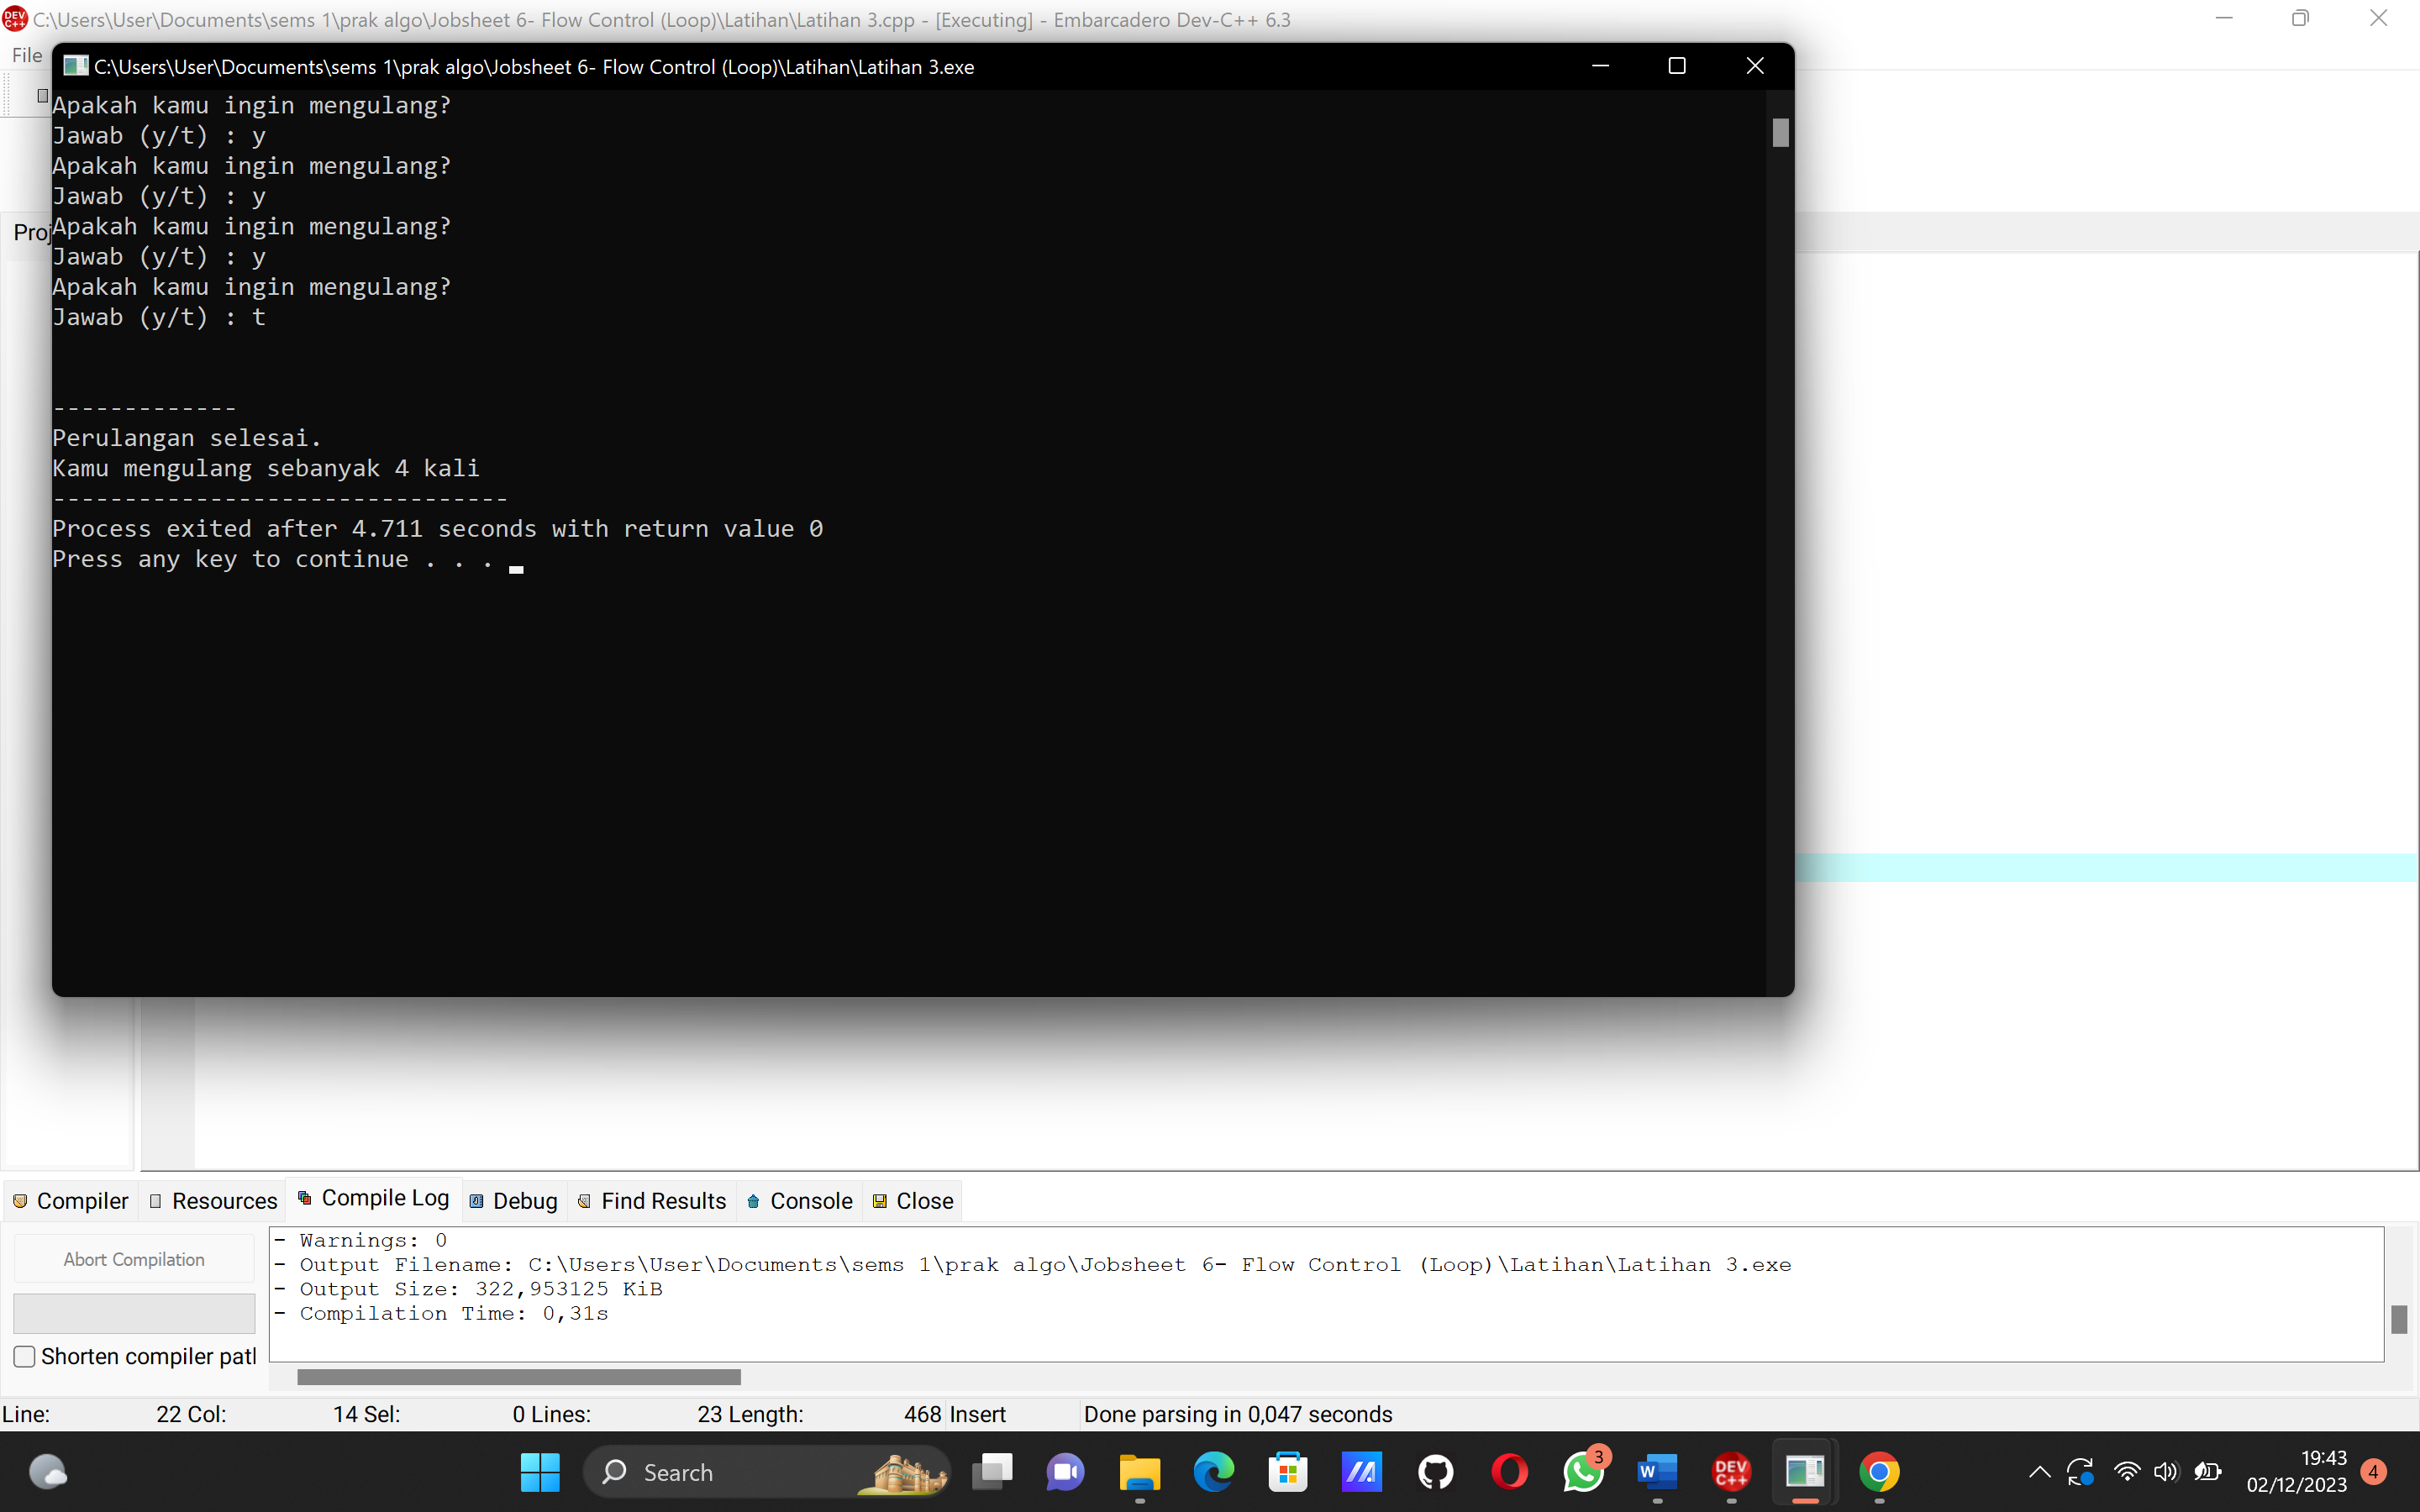 C:\Users\User\Documents\sems 1\prak algo\Jobsheet 6- Flow Control (Loop)\Latihan\Latihan 3.cpp - [Executing] - Embarcadero Dev-C++ 6.3
File
C:\Users\User\Documents\sems 1\prak algo\Jobsheet 6- Flow Control (Loop)\Latihan\Latihan 3.exe
Apakah kamu ingin mengulang?
Jawab (y/t) : y
Apakah kamu ingin mengulang?
Jawab (y/t) : y
Apakah kamu ingin mengulang?
Jawab (y/t) : y
Apakah kamu ingin mengulang?
Jawab (y/t) : t
-------------
Perulangan selesai.
Kamu mengulang sebanyak 4 kali
--------------------------------
Process exited after 4.711 seconds with return value 0
Press any key to continue . . .
Proj
Compiler Resources Compile Log Debug Find Results Console Close
Abort Compilation
Shorten compiler patl
- Warnings: 0
- Output Filename: C:\Users\User\Documents\sems 1\prak algo\Jobsheet 6- Flow Control (Loop)\Latihan\Latihan 3.exe
- Output Size: 322,953125 KiB
- Compilation Time: 0,31s
Line: 22 Col: 14 Sel: 0 Lines: 23 Length: 468 Insert Done parsing in 0,047 seconds
Search
3
W
DEV C++
19:43
02/12/2023
4